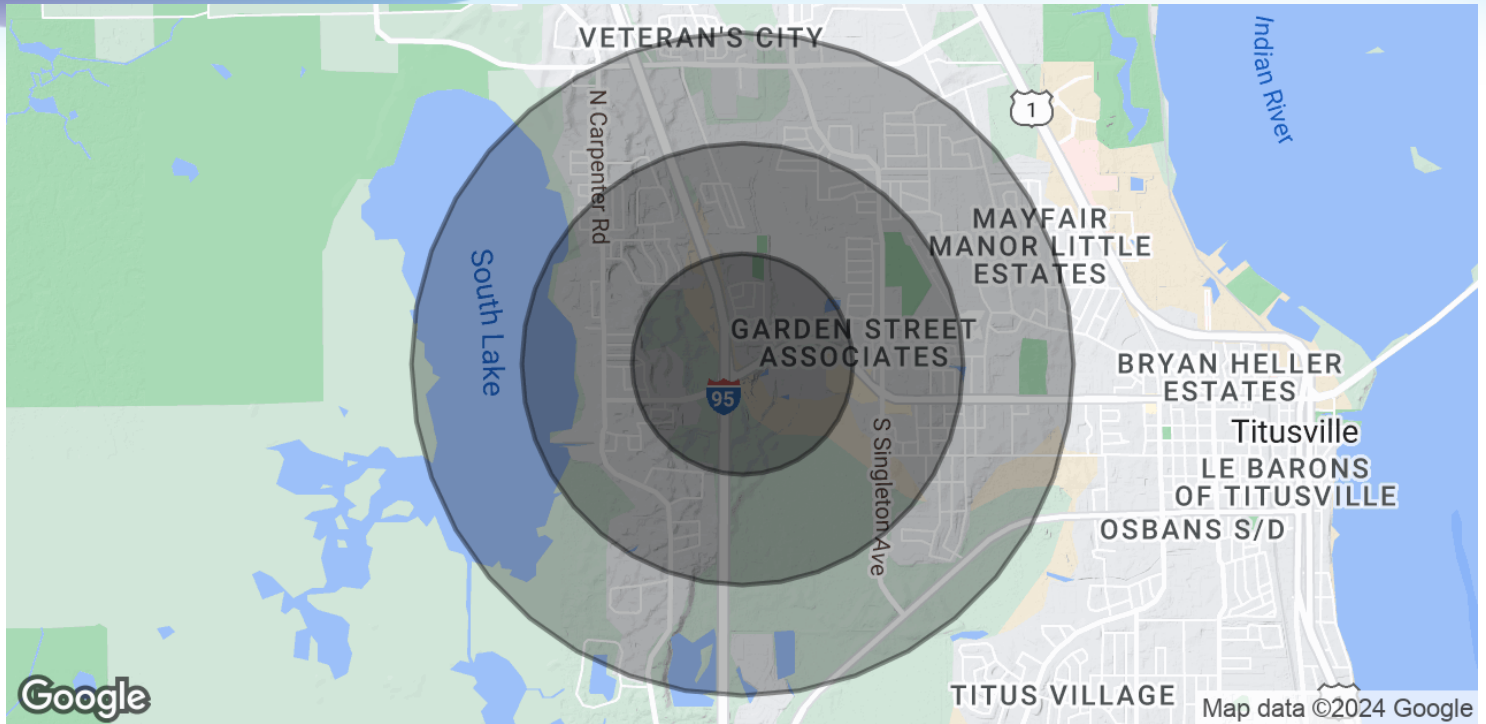 VETERAN'S CITY
Indian River
1
N Carpenter Rd
MAYFAIR
MANOR LITTLE
ESTATES
South Lake
GARDEN STREET
ASSOCIATES
BRYAN HELLER
ESTATES
95
Titusville
S Singleton Ave
LE BARONS
OF TITUSVILLE
OSBANS S/D
TITUS VILLAGE
Google
Map data ©2024 Google